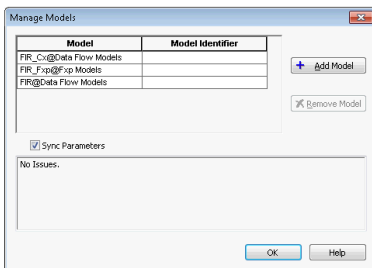 Manage Models
Model Model Identifier
FIR_Cx@Data Flow Models
FIR_Fxp@Fxp Models
FIR@Data Flow Models
Add Model
Remove Model
Sync Parameters
No Issues.
OK Help